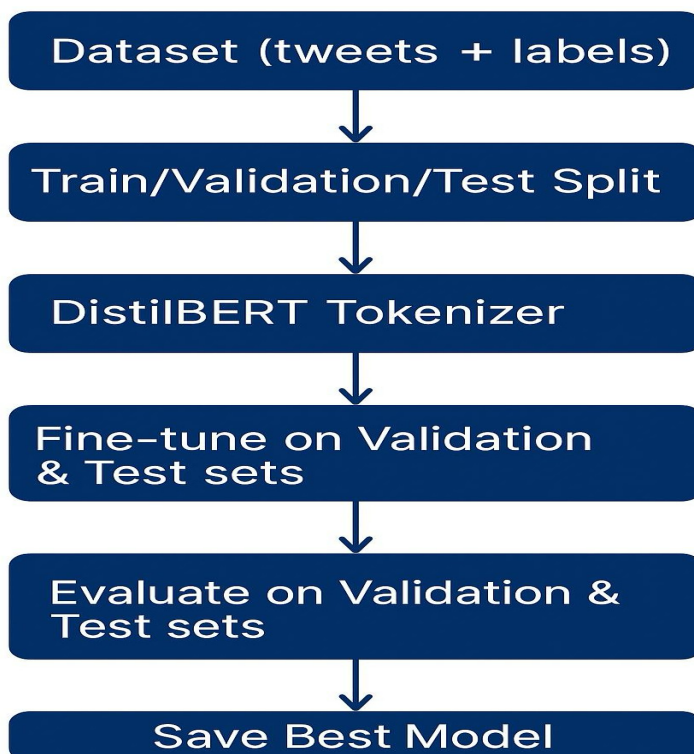 Dataset (tweets + labels)
Train/Validation/Test Split
DistilBERT Tokenizer
Fine-tune on Validation
& Test sets
Evaluate on Validation &
Test sets
Save Best Model